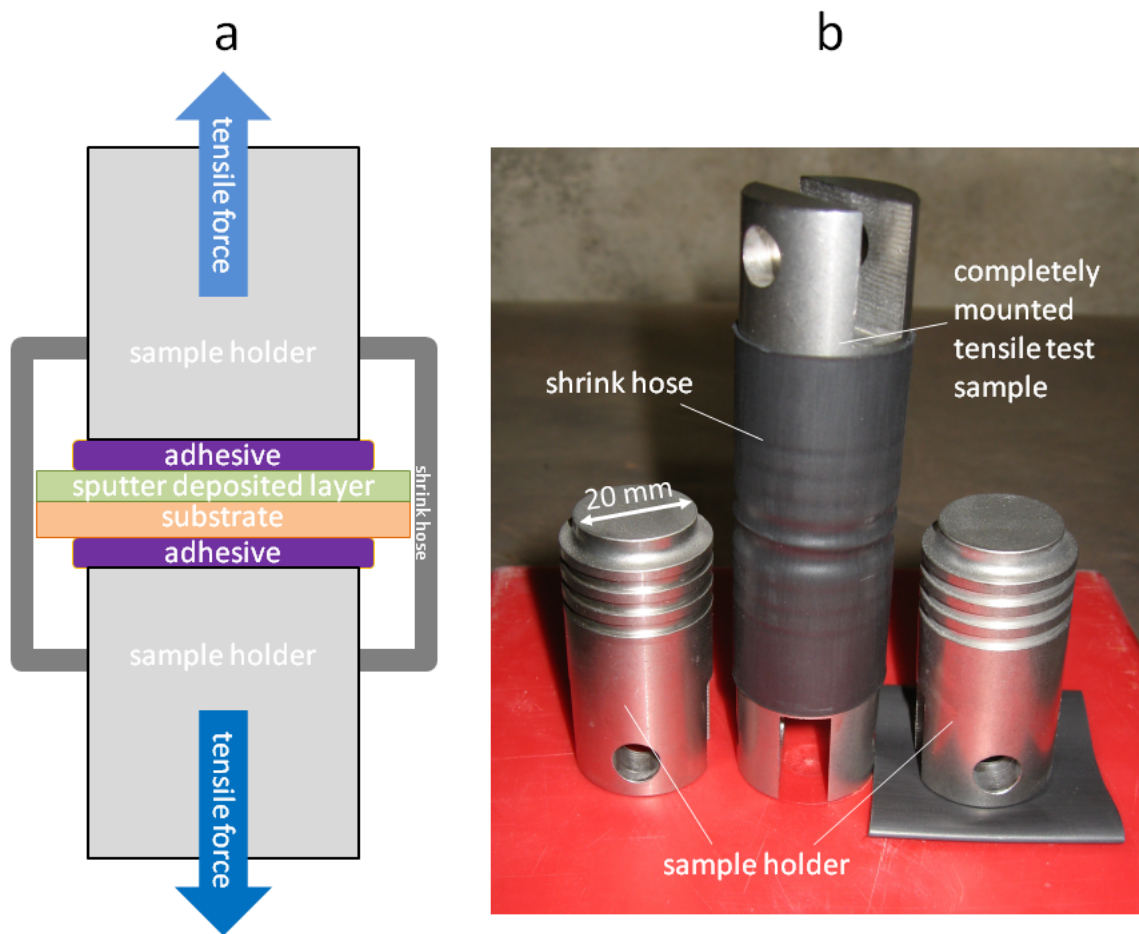 a
tensile force
sample holder
adhesive
sputter deposited layer
substrate
adhesive
shrink hose
sample holder
tensile force
b
completely
mounted
tensile test
sample
shrink hose
20 mm
sample holder